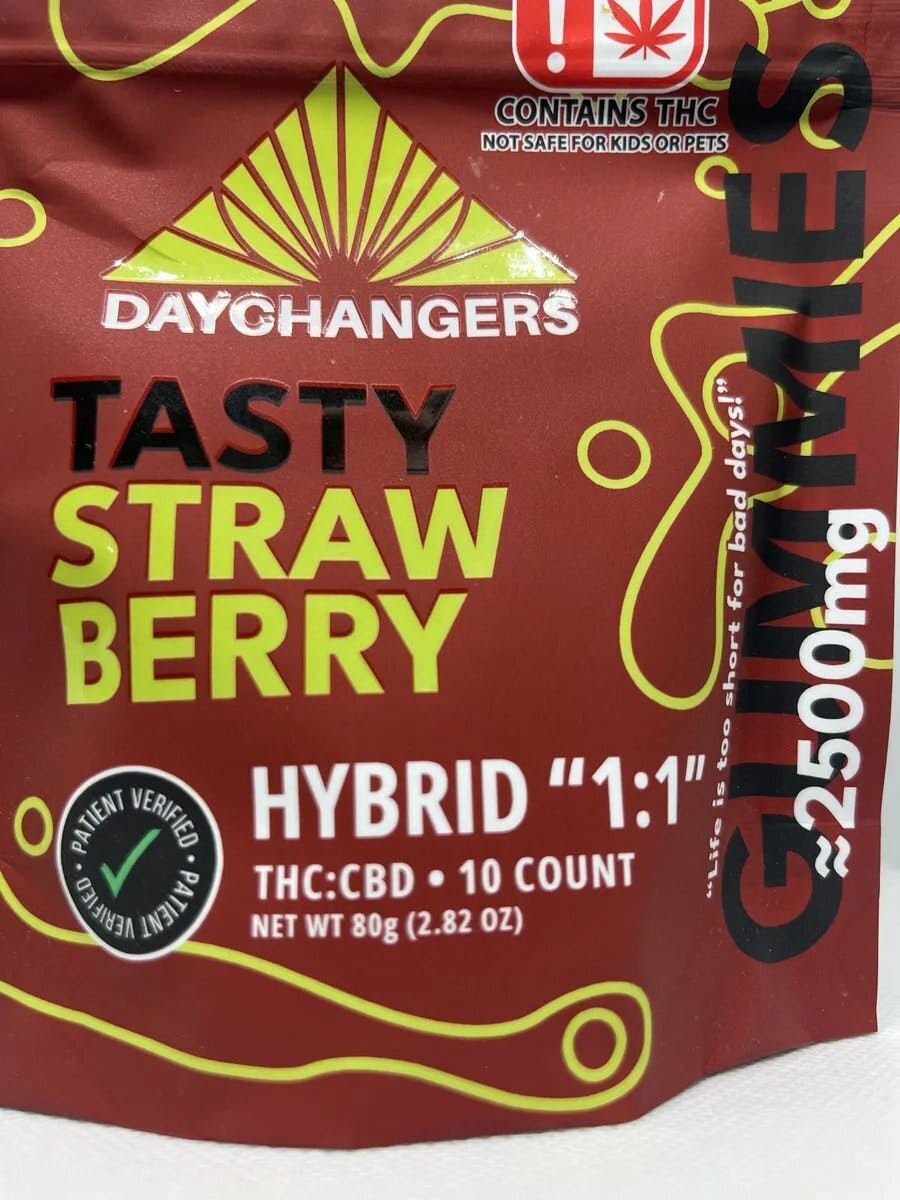 !
CONTAINS THC
NOT SAFE FOR KIDS OR PETS
DAYCHANGERS
TASTY
STRAW
BERRY
PATIENT VERIFIED • PATIENT VERIFIED •
HYBRID “1:1”
THC:CBD • 10 COUNT
NET WT 80g (2.82 OZ)
“Life is too short for bad days!”
GUMMIES
≈2500mg